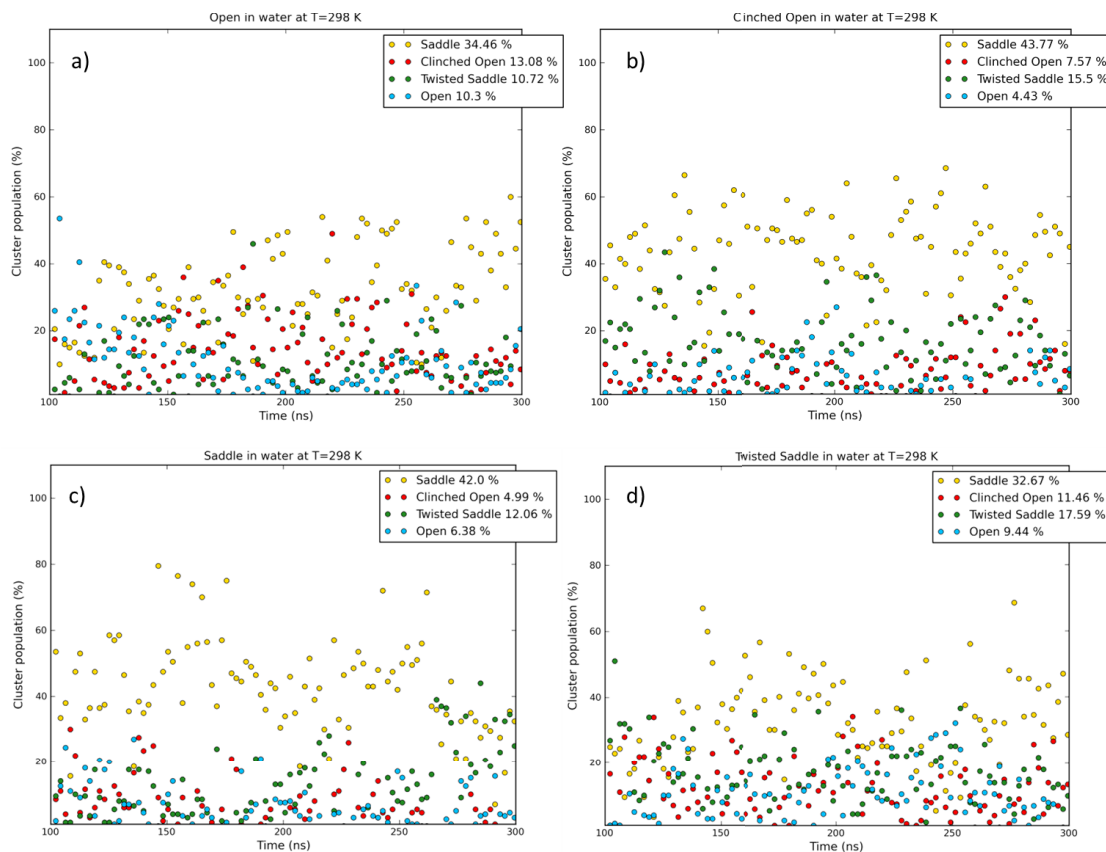 Open in water at T=298 K
a)
Saddle 34.46 %
Clinched Open 13.08 %
Twisted Saddle 10.72 %
Open 10.3 %
Cluster population (%)
100
80
60
40
20
100
150
200
250
300
Time (ns)
Cinched Open in water at T=298 K
b)
Saddle 43.77 %
Clinched Open 7.57 %
Twisted Saddle 15.5 %
Open 4.43 %
Cluster population (%)
100
80
60
40
20
100
150
200
250
300
Time (ns)
Saddle in water at T=298 K
c)
Saddle 42.0 %
Clinched Open 4.99 %
Twisted Saddle 12.06 %
Open 6.38 %
Cluster population (%)
100
80
60
40
20
100
150
200
250
300
Time (ns)
Twisted Saddle in water at T=298 K
d)
Saddle 32.67 %
Clinched Open 11.46 %
Twisted Saddle 17.59 %
Open 9.44 %
Cluster population (%)
100
80
60
40
20
100
150
200
250
300
Time (ns)